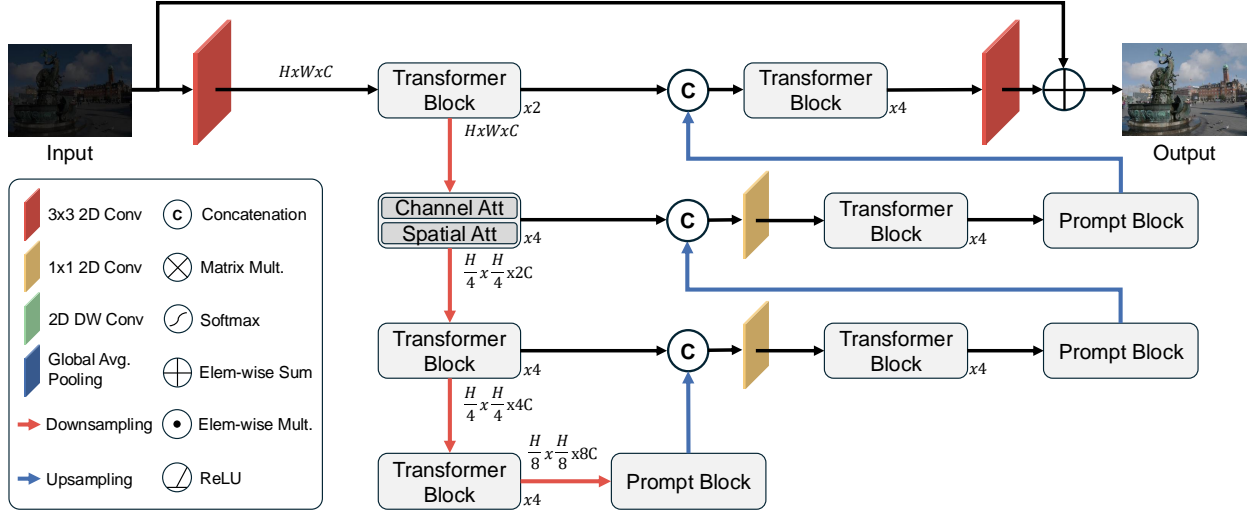 Input
HxWxC
Transformer
Block
x2
HxWxC
C
Transformer
Block
x4
Output
Channel Att
Spatial Att
x4
H/4 x H/4 x2C
C
Transformer
Block
x4
Prompt Block
Transformer
Block
x4
H/4 x H/4 x4C
C
Transformer
Block
x4
Prompt Block
Transformer
Block
x4
H/8 x H/8 x8C
Prompt Block
3x3 2D Conv
C
Concatenation
1x1 2D Conv
Matrix Mult.
2D DW Conv
Softmax
Global Avg.
Pooling
Elem-wise Sum
Downsampling
Elem-wise Mult.
Upsampling
ReLU